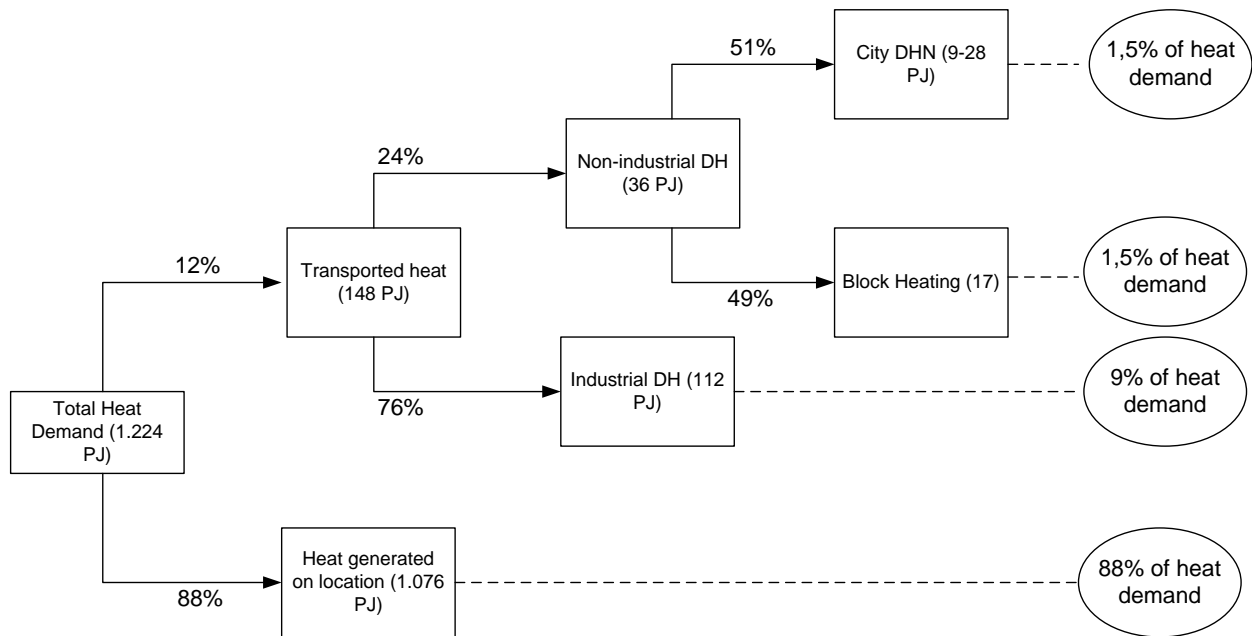 51%
City DHN (9-28
PJ)
1,5% of heat
demand
24%
Non-industrial DH
(36 PJ)
12%
Transported heat
(148 PJ)
49%
Block Heating (17)
1,5% of heat
demand
76%
Industrial DH (112
PJ)
9% of heat
demand
Total Heat
Demand (1.224
PJ)
88%
Heat generated
on location (1.076
PJ)
88% of heat
demand